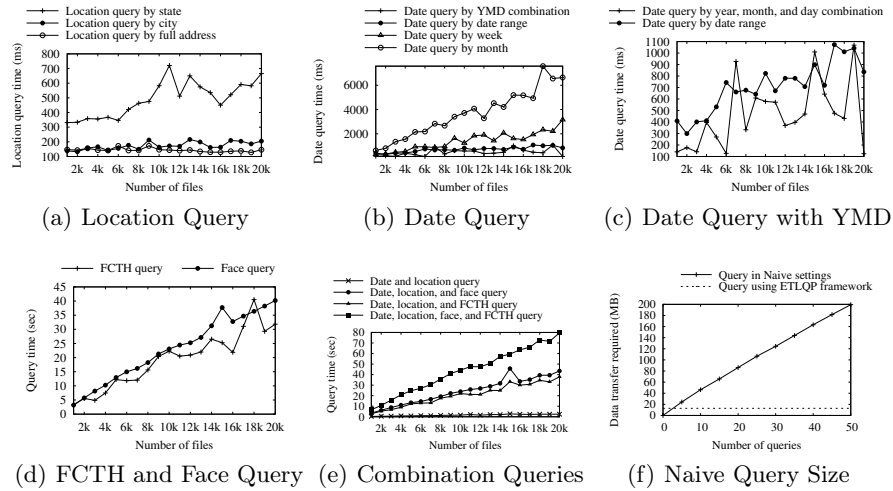 Location query by state
Location query by city
Location query by full address
Location query time (ms)
800
700
600
500
400
300
200
100
2k 4k 6k 8k 10k 12k 14k 16k 18k 20k
Number of files
(a) Location Query
Date query by YMD combination
Date query by date range
Date query by week
Date query by month
Date query time (ms)
6000
4000
2000
2k 4k 6k 8k 10k 12k 14k 16k 18k 20k
Number of files
(b) Date Query
Date query by year, month, and day combination
Date query by date range
Date query time (ms)
1100
1000
900
800
700
600
500
400
300
200
100
2k 4k 6k 8k 10k 12k 14k 16k 18k 20k
Number of files
(c) Date Query with YMD
FCTH query
Face query
Query time (sec)
45
40
35
30
25
20
15
10
5
0
2k 4k 6k 8k 10k 12k 14k 16k 18k 20k
Number of files
(d) FCTH and Face Query
Date and location query
Date, location, and face query
Date, location, and FCTH query
Date, location, face, and FCTH query
Query time (sec)
80
70
60
50
40
30
20
10
0
2k 4k 6k 8k 10k 12k 14k 16k 18k 20k
Number of files
(e) Combination Queries
Query in Naive settings
Query using ETLQP framework
Data transfer required (MB)
200
180
160
140
120
100
80
60
40
20
0
0 10 20 30 40 50
Number of queries
(f) Naive Query Size